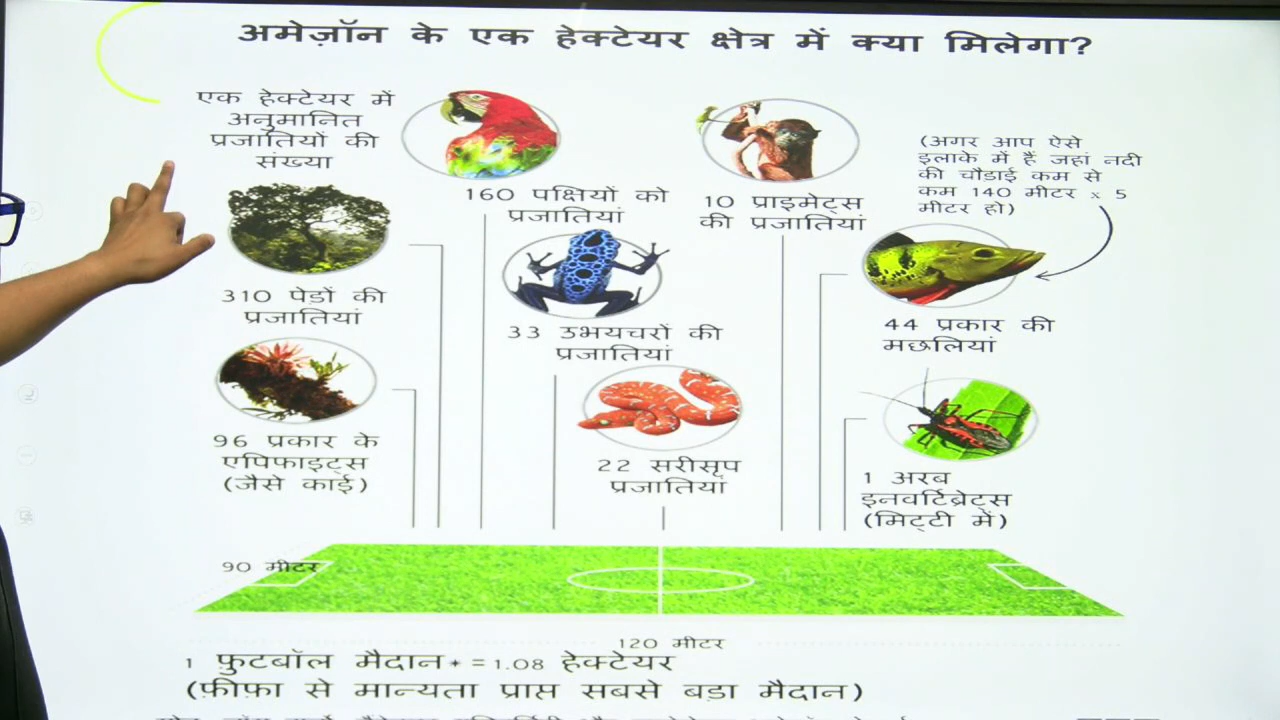 अमेज़ॉन के एक हेक्टेयर क्षेत्र में क्या मिलेगा?
एक हेक्टेयर में
अनुमानित
प्रजातियों की
संख्या
310 पेड़ों की
प्रजातियां
96 प्रकार के
एपिफाइट्स
(जैसे काई)
160 पक्षियों को
प्रजातियां
33 उभयचरों की
प्रजातियां
22 सरीसृप
प्रजातियां
10 प्राइमेट्स
की प्रजातियां
(अगर आप ऐसे
इलाके में हैं जहां नदी
की चौड़ाई कम से
कम 140 मीटर x 5
मीटर हो)
44 प्रकार की
मछलियां
1 अरब
इनवर्टिब्रेट्स
(मिट्टी में)
90 मीटर
120 मीटर
1 फ़ुटबॉल मैदान* =1.08 हेक्टेयर
(फ़ीफ़ा से मान्यता प्राप्त सबसे बड़ा मैदान)